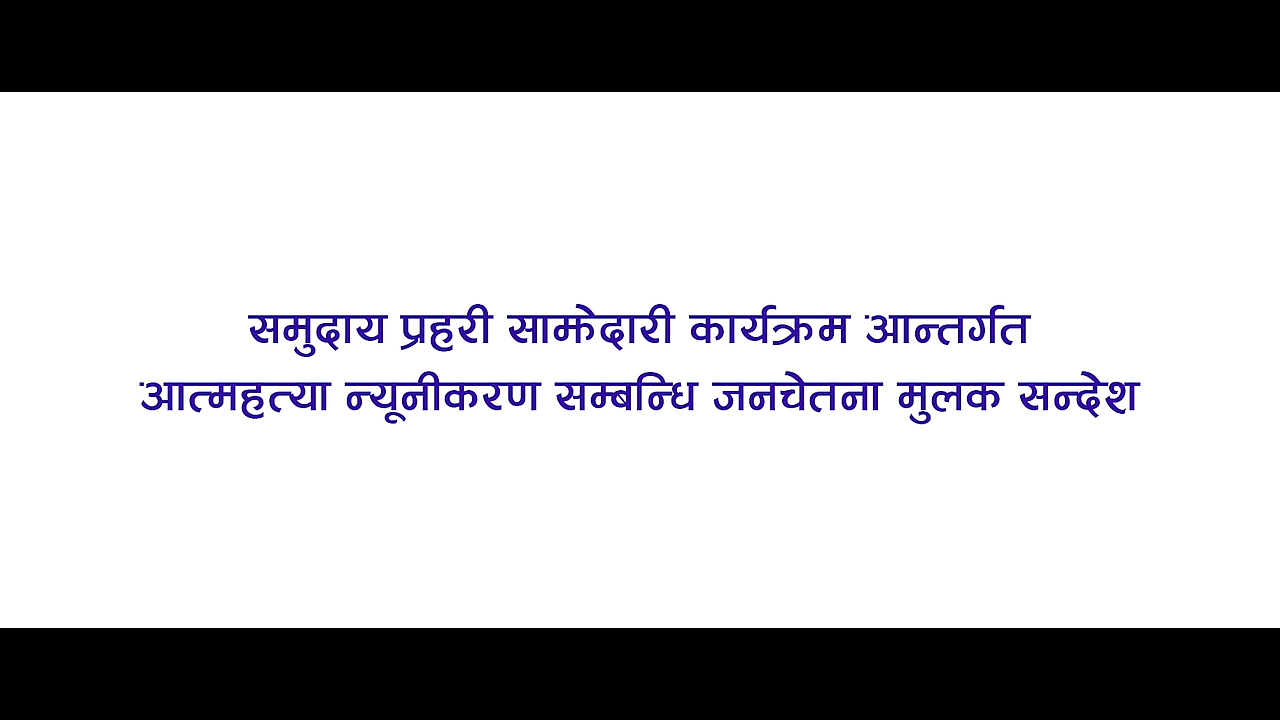 समुदाय प्रहरी साझेदारी कार्यक्रम आन्तर्गत
आत्महत्या न्यूनीकरण सम्बन्धि जनचेतना मुलक सन्देश